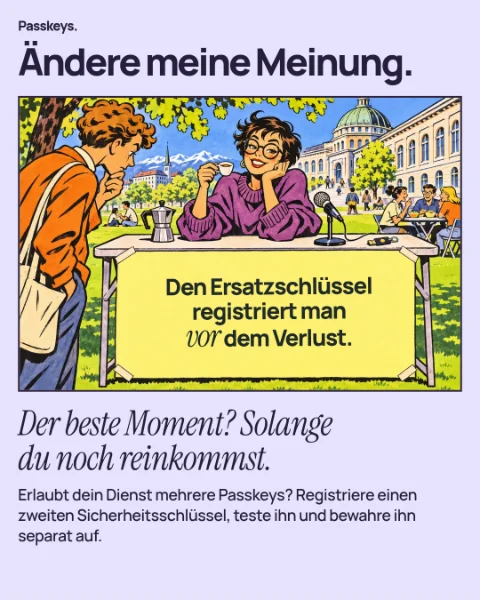 Passkeys.
Ändere meine Meinung.
Den Ersatzschlüssel
registriert man
vor dem Verlust.
Der beste Moment? Solange
du noch reinkommst.
Erlaubt dein Dienst mehrere Passkeys? Registriere einen
zweiten Sicherheitsschlüssel, teste ihn und bewahre ihn
separat auf.